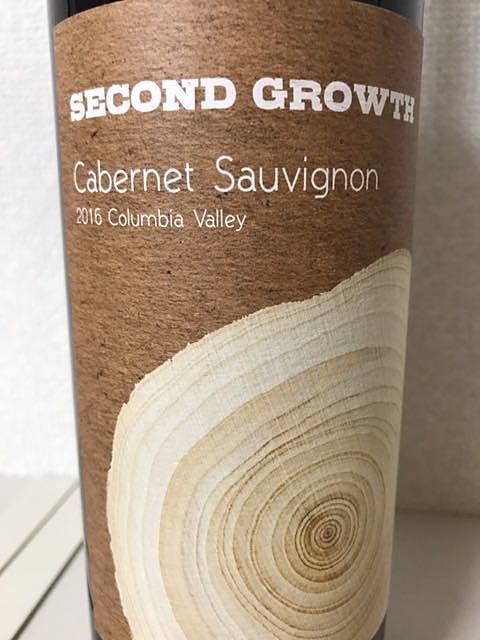 SECOND GROWTH
Cabernet Sauvignon
2016 Columbia Valley